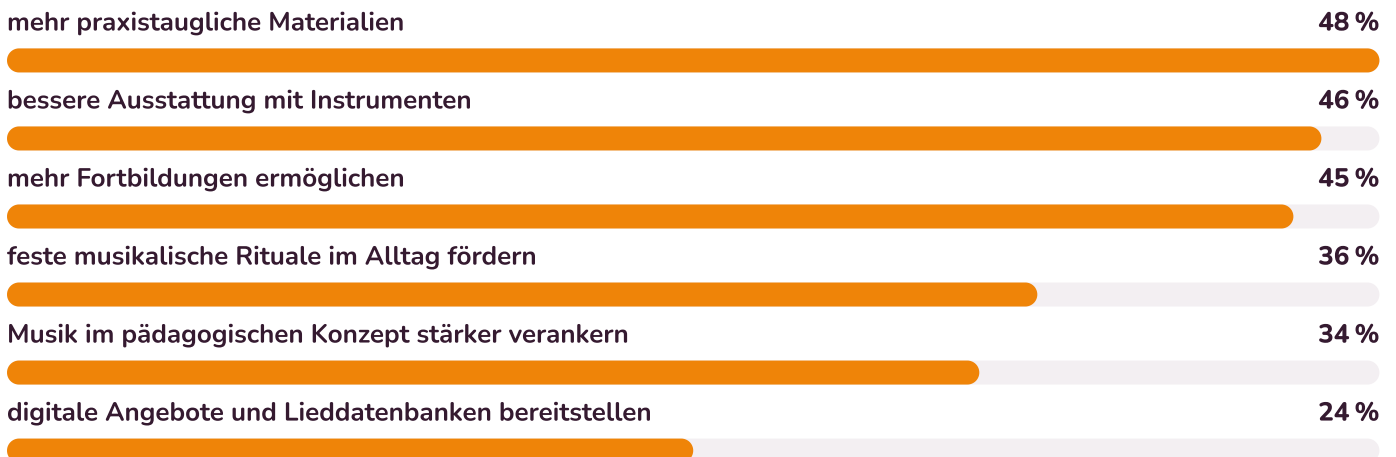 mehr praxistaugliche Materialien 48 %
bessere Ausstattung mit Instrumenten 46 %
mehr Fortbildungen ermöglichen 45 %
feste musikalische Rituale im Alltag fördern 36 %
Musik im pädagogischen Konzept stärker verankern 34 %
digitale Angebote und Lieddatenbanken bereitstellen 24 %